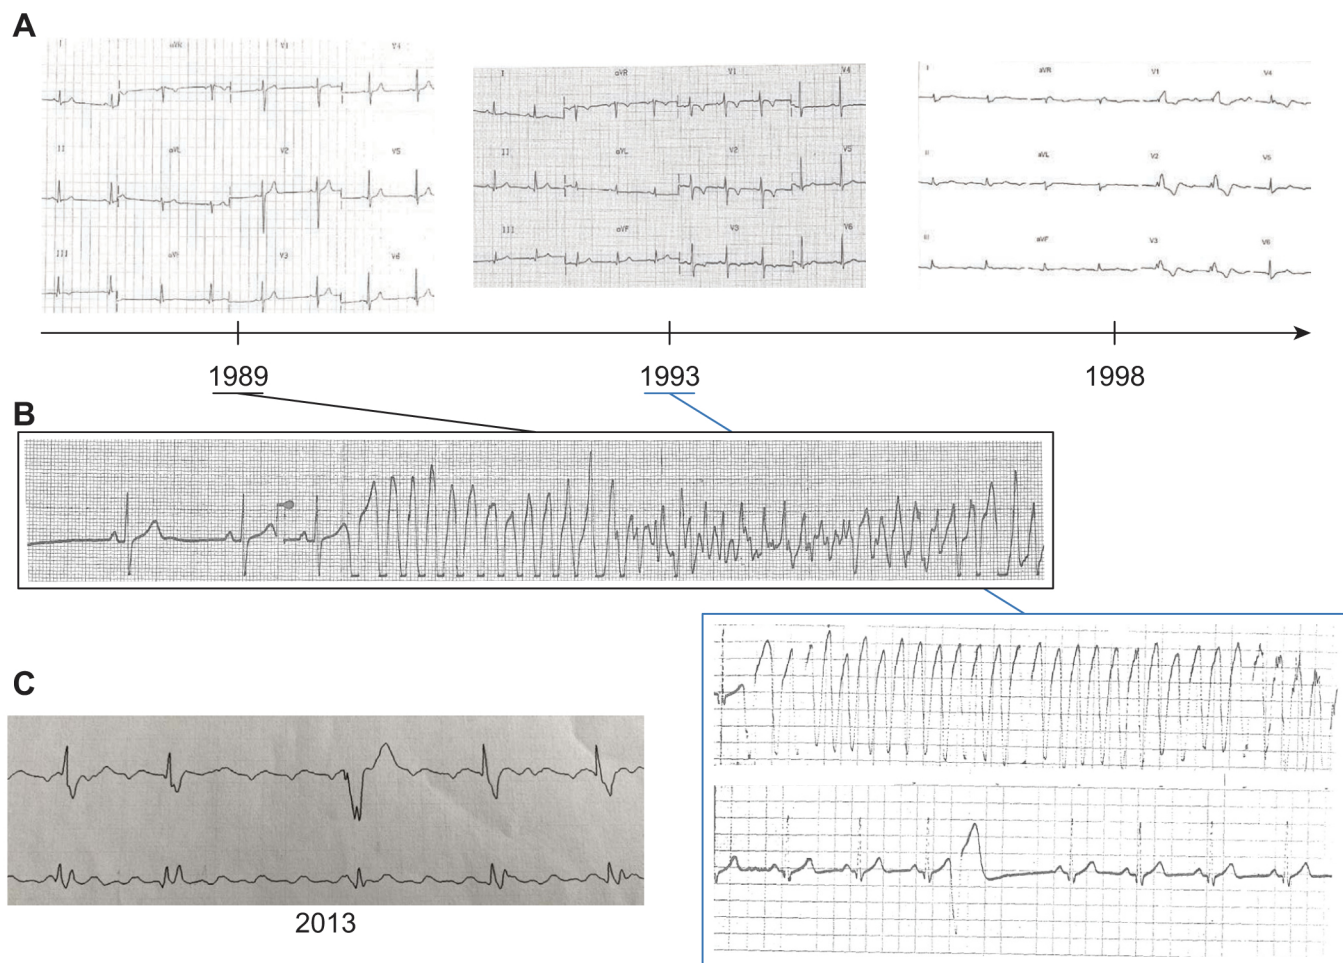 A
I aVR V1 V4
II aVL V2 V5
III aVF V3 V6
I aVR V1 V4
II aVL V2 V5
III aVF V3 V6
I aVR V1 V4
II aVL V2 V5
III aVF V3 V6
1989 1993 1998
B
C
2013